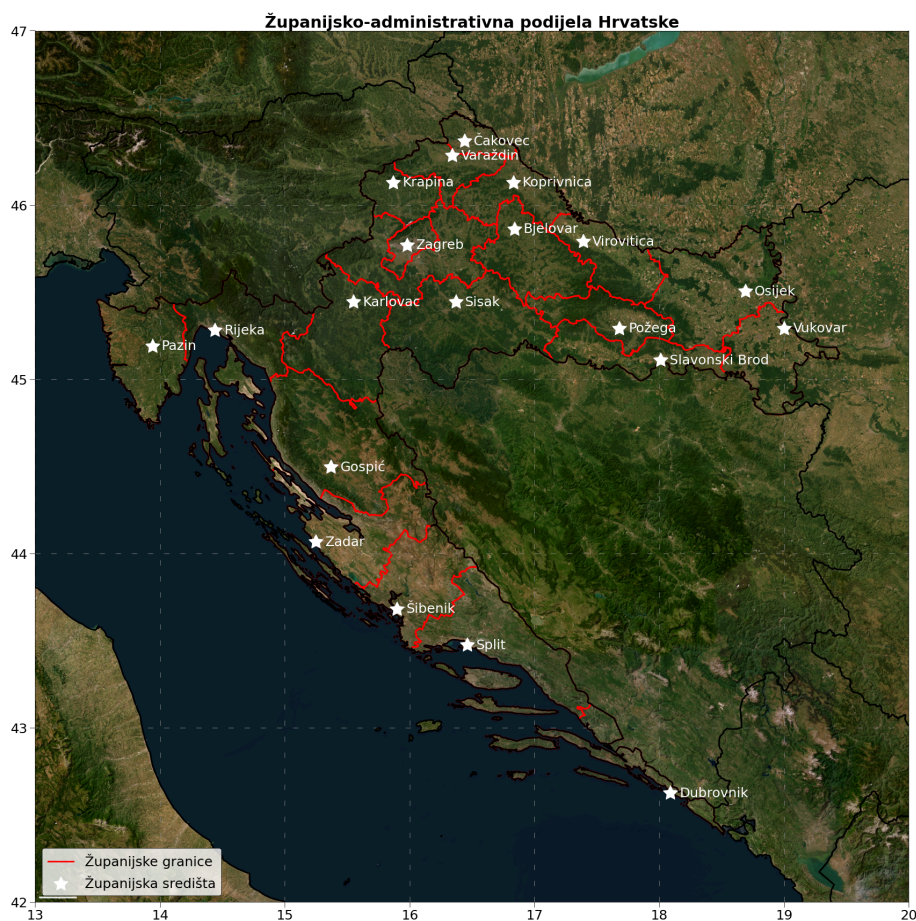 Županijsko-administrativna podijela Hrvatske
47
46
45
44
43
42
Čakovec
Varaždin
Krapina
Koprivnica
Bjelovar
Virovitica
Zagreb
Osijek
Karlovac
Sisak
Rijeka
Požega
Vukovar
Pazin
Slavonski Brod
Gospić
Zadar
Šibenik
Split
Dubrovnik
Županijske granice
Županijska središta
13 14 15 16 17 18 19 20